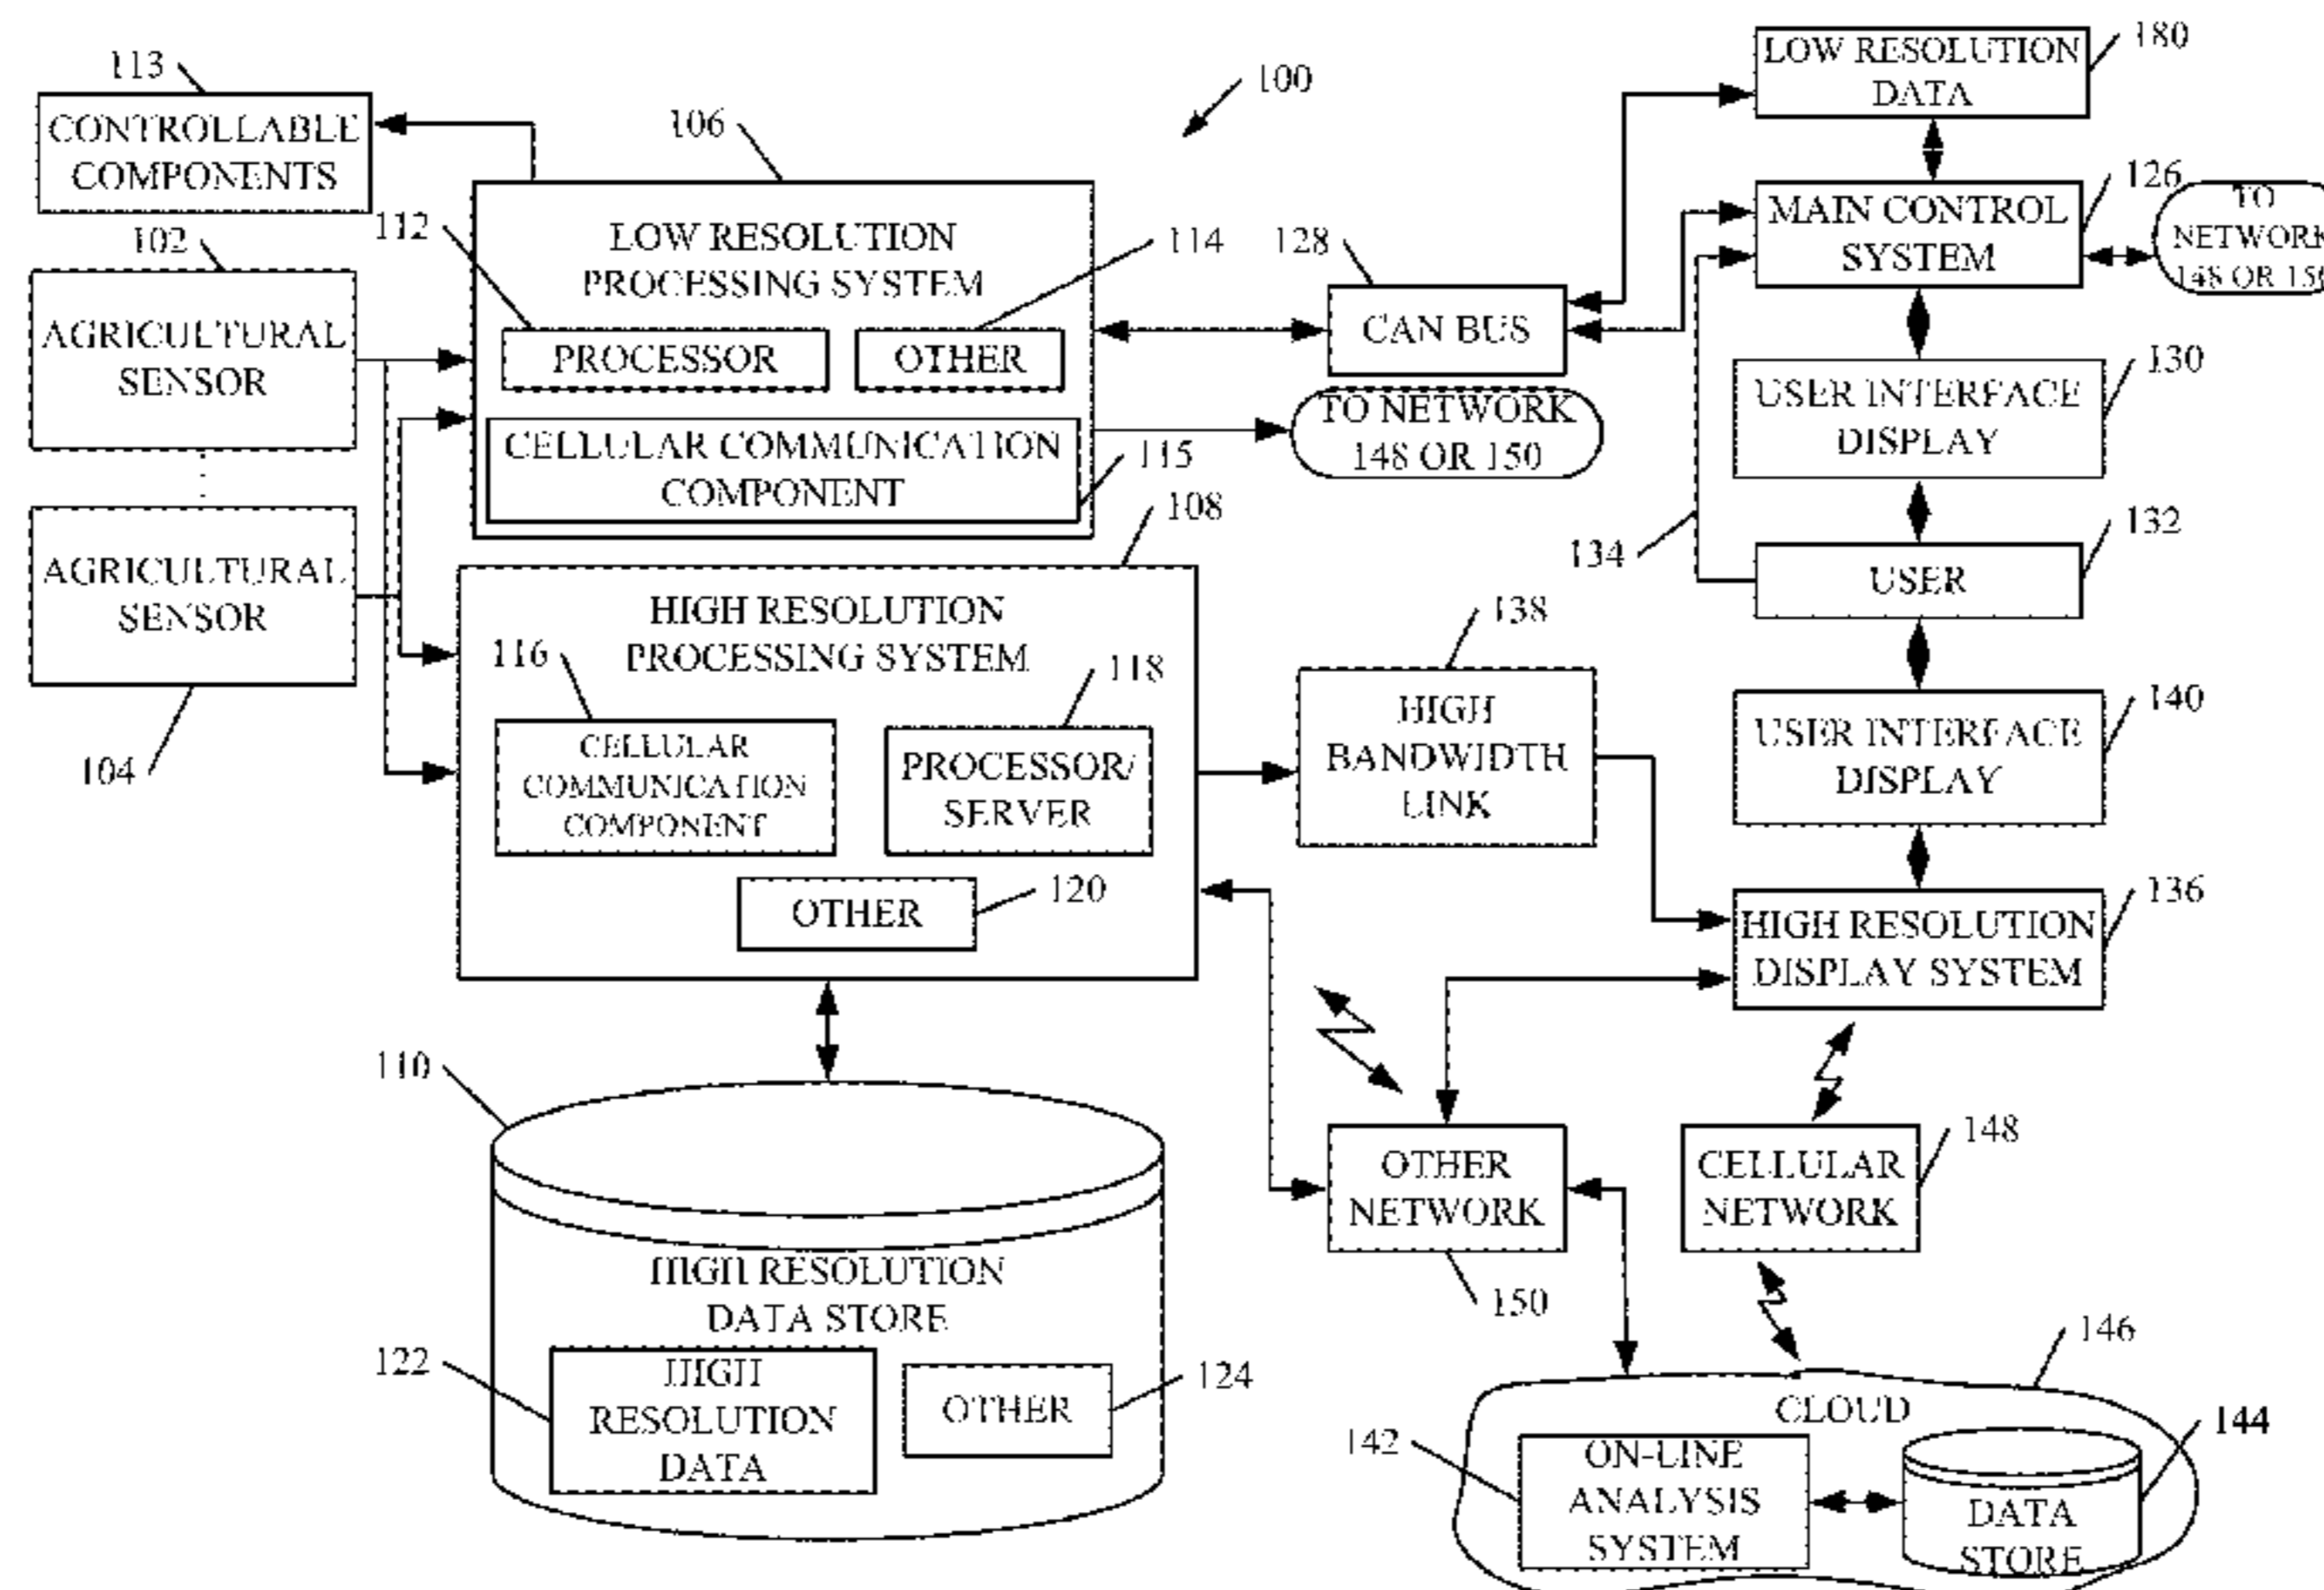 113
CONTROLLABLE
COMPONENTS
102
AGRICULTURAL
SENSOR
AGRICULTURAL
SENSOR
104
100
106
112
LOW RESOLUTION
PROCESSING SYSTEM
114
PROCESSOR
OTHER
CELLULAR COMMUNICATION
COMPONENT
115
108
HIGH RESOLUTION
PROCESSING SYSTEM
116
118
CELLULAR
COMMUNICATION
COMPONENT
PROCESSOR/
SERVER
OTHER
120
110
HIGH RESOLUTION
DATA STORE
122
HIGH
RESOLUTION
DATA
OTHER
124
128
CAN BUS
TO NETWORK
148 OR 150
138
HIGH
BANDWIDTH
LINK
LOW RESOLUTION
DATA
180
MAIN CONTROL
SYSTEM
126
TO
NETWORK
148 OR 150
USER INTERFACE
DISPLAY
130
134
USER
132
USER INTERFACE
DISPLAY
140
HIGH RESOLUTION
DISPLAY SYSTEM
136
OTHER
NETWORK
150
CELLULAR
NETWORK
148
146
CLOUD
142
ON-LINE
ANALYSIS
SYSTEM
DATA
STORE
144